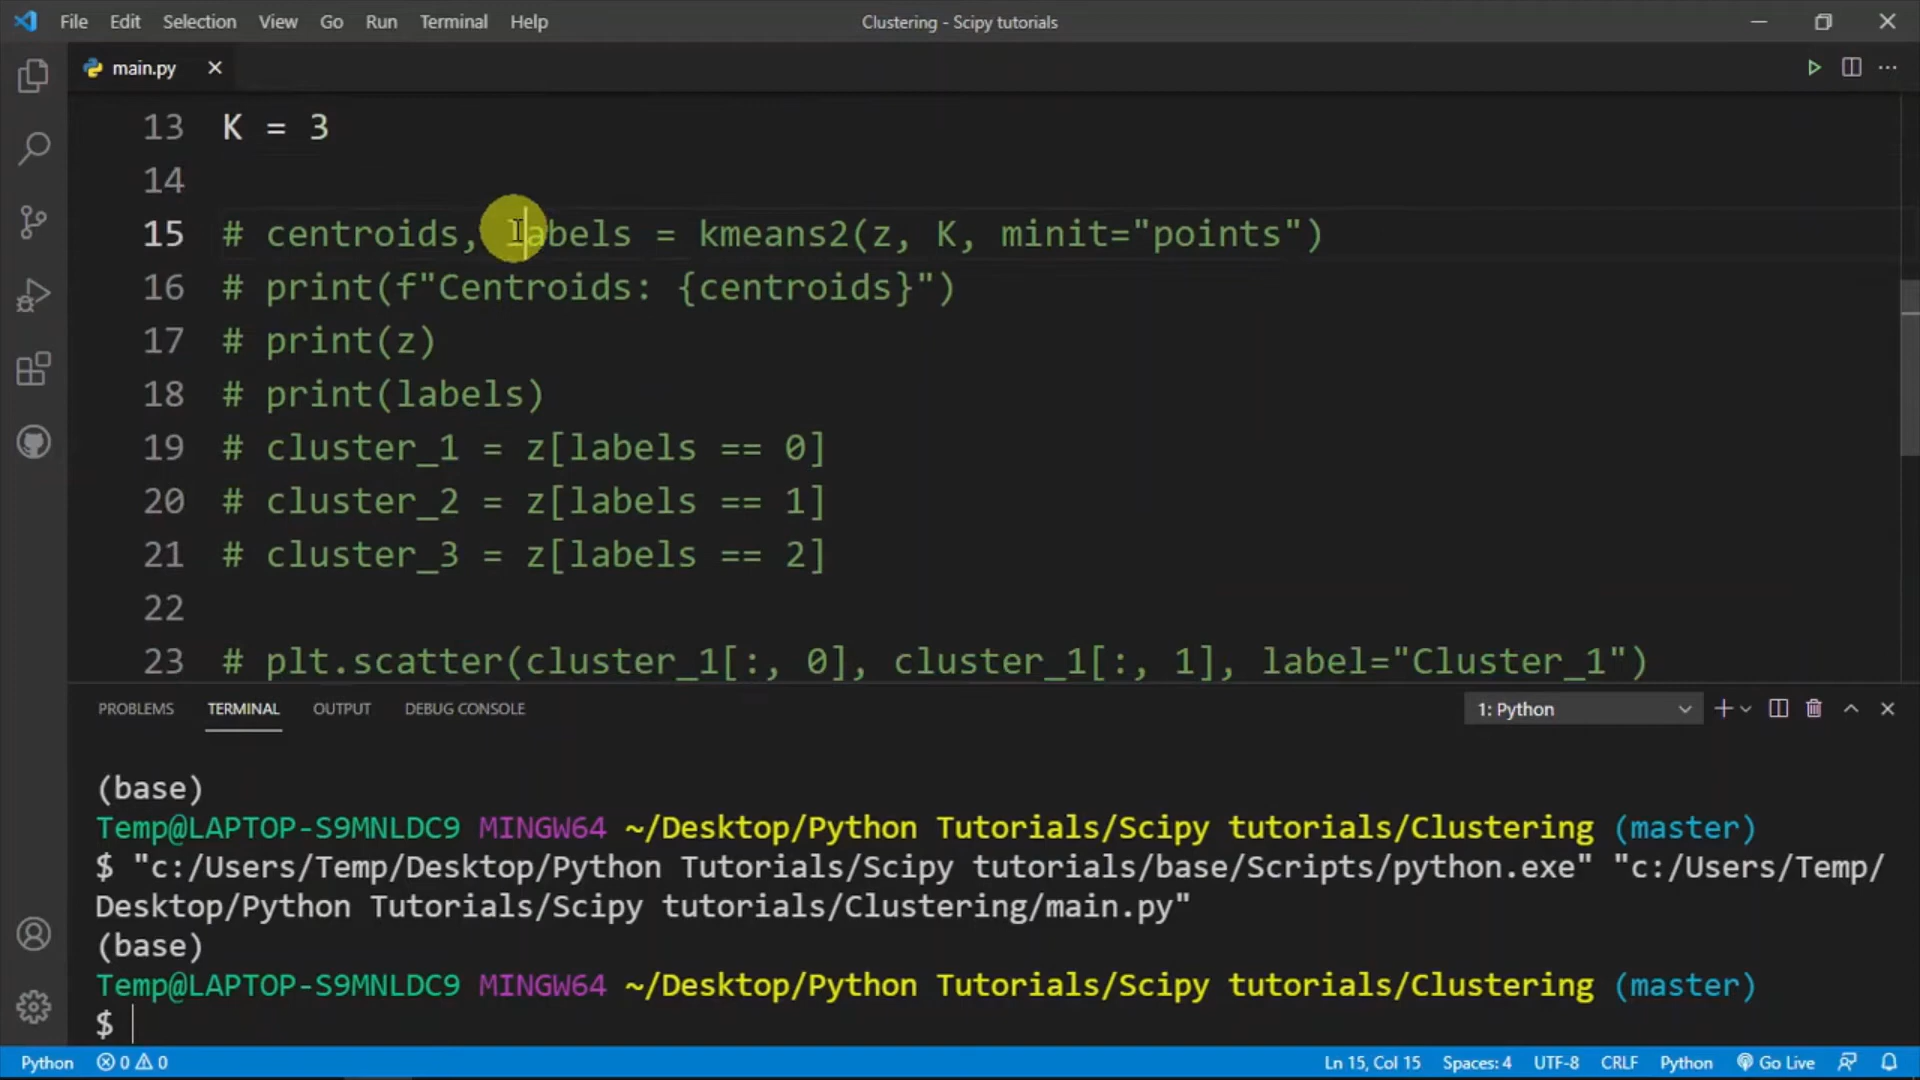 File Edit Selection View Go Run Terminal Help Clustering - Scipy tutorials
main.py
13 K = 3
14
15 # centroids, labels = kmeans2(z, K, minit="points")
16 # print(f"Centroids: {centroids}")
17 # print(z)
18 # print(labels)
19 # cluster_1 = z[labels == 0]
20 # cluster_2 = z[labels == 1]
21 # cluster_3 = z[labels == 2]
22
23 # plt.scatter(cluster_1[:, 0], cluster_1[:, 1], label="Cluster_1")
PROBLEMS TERMINAL OUTPUT DEBUG CONSOLE 1: Python
(base)
Temp@LAPTOP-S9MNLDC9 MINGW64 ~/Desktop/Python Tutorials/Scipy tutorials/Clustering (master)
$ "c:/Users/Temp/Desktop/Python Tutorials/Scipy tutorials/base/Scripts/python.exe" "c:/Users/Temp/
Desktop/Python Tutorials/Scipy tutorials/Clustering/main.py"
(base)
Temp@LAPTOP-S9MNLDC9 MINGW64 ~/Desktop/Python Tutorials/Scipy tutorials/Clustering (master)
$
Python 0 0 Ln 15, Col 15 Spaces: 4 UTF-8 CRLF Python Go Live